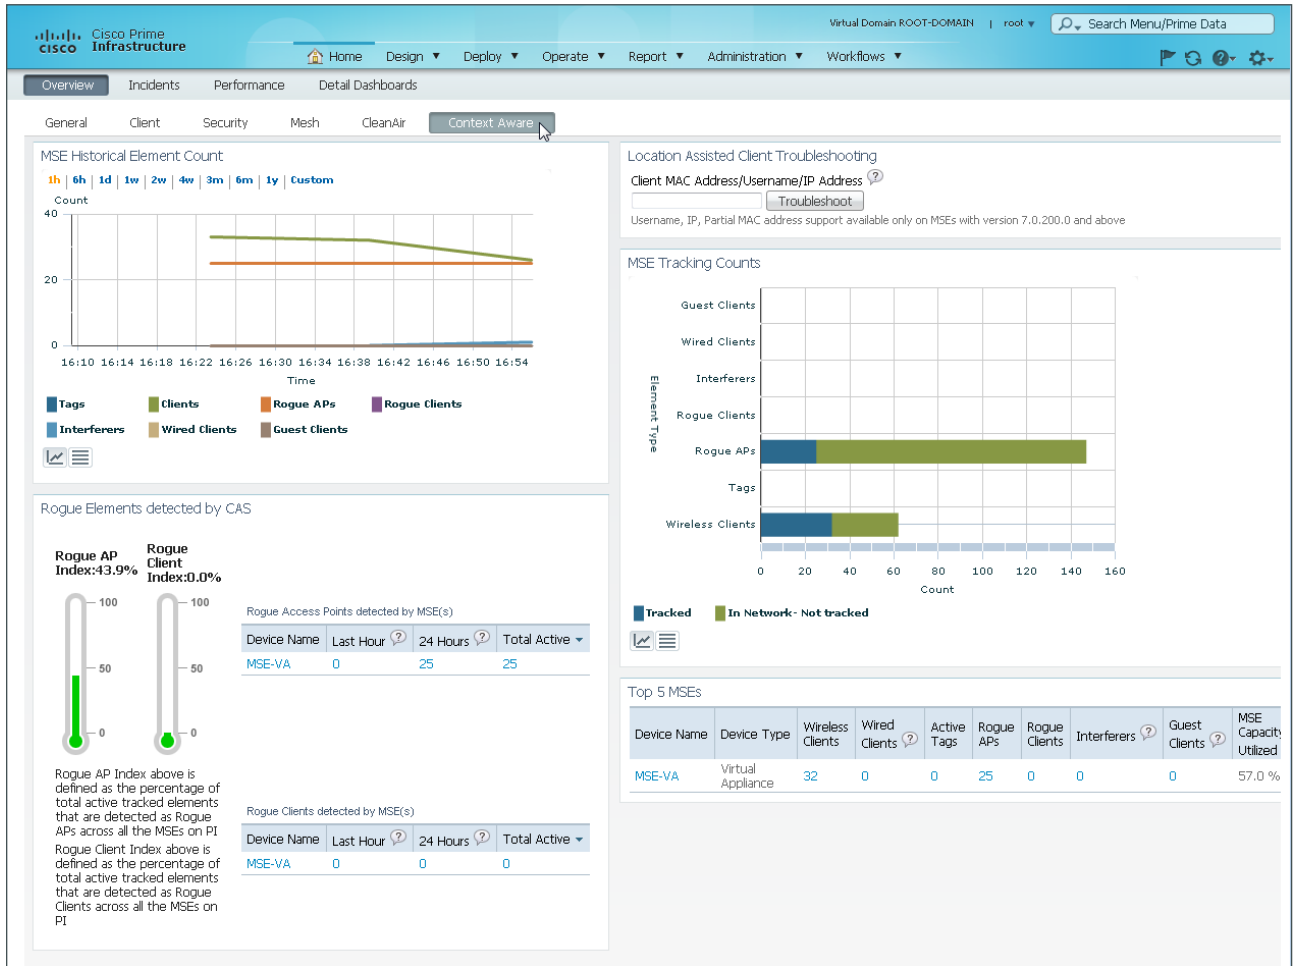 Virtual Domain ROOT-DOMAIN | root
Search Menu/Prime Data
cisco
Cisco Prime
Infrastructure
Home Design Deploy Operate Report Administration Workflows
Overview Incidents Performance Detail Dashboards
General Client Security Mesh CleanAir Context Aware
MSE Historical Element Count
1h | 6h | 1d | 1w | 2w | 4w | 3m | 6m | 1y | Custom
Count
40
20
0
16:10 16:14 16:18 16:22 16:26 16:30 16:34 16:38 16:42 16:46 16:50 16:54
Time
Tags Clients Rogue APs Rogue Clients
Interferers Wired Clients Guest Clients
Rogue Elements detected by CAS
Rogue AP
Index:43.9%
Rogue
Client
Index:0.0%
100
50
0
100
50
0
Rogue AP Index above is
defined as the percentage of
total active tracked elements
that are detected as Rogue
APs across all the MSEs on PI
Rogue Client Index above is
defined as the percentage of
total active tracked elements
that are detected as Rogue
Clients across all the MSEs on
PI
Rogue Access Points detected by MSE(s)
Device Name Last Hour ? 24 Hours ? Total Active
MSE-VA 0 25 25
Rogue Clients detected by MSE(s)
Device Name Last Hour ? 24 Hours ? Total Active
MSE-VA 0 0 0
Location Assisted Client Troubleshooting
Client MAC Address/Username/IP Address ?
Troubleshoot
Username, IP, Partial MAC address support available only on MSEs with version 7.0.200.0 and above
MSE Tracking Counts
Element Type
Guest Clients
Wired Clients
Interferers
Rogue Clients
Rogue APs
Tags
Wireless Clients
0 20 40 60 80 100 120 140 160
Count
Tracked In Network- Not tracked
Top 5 MSEs
Device Name Device Type Wireless Clients Wired Clients ? Active Tags Rogue APs Rogue Clients Interferers ? Guest Clients ? MSE Capacity Utilized
MSE-VA Virtual Appliance 32 0 0 25 0 0 0 57.0 %